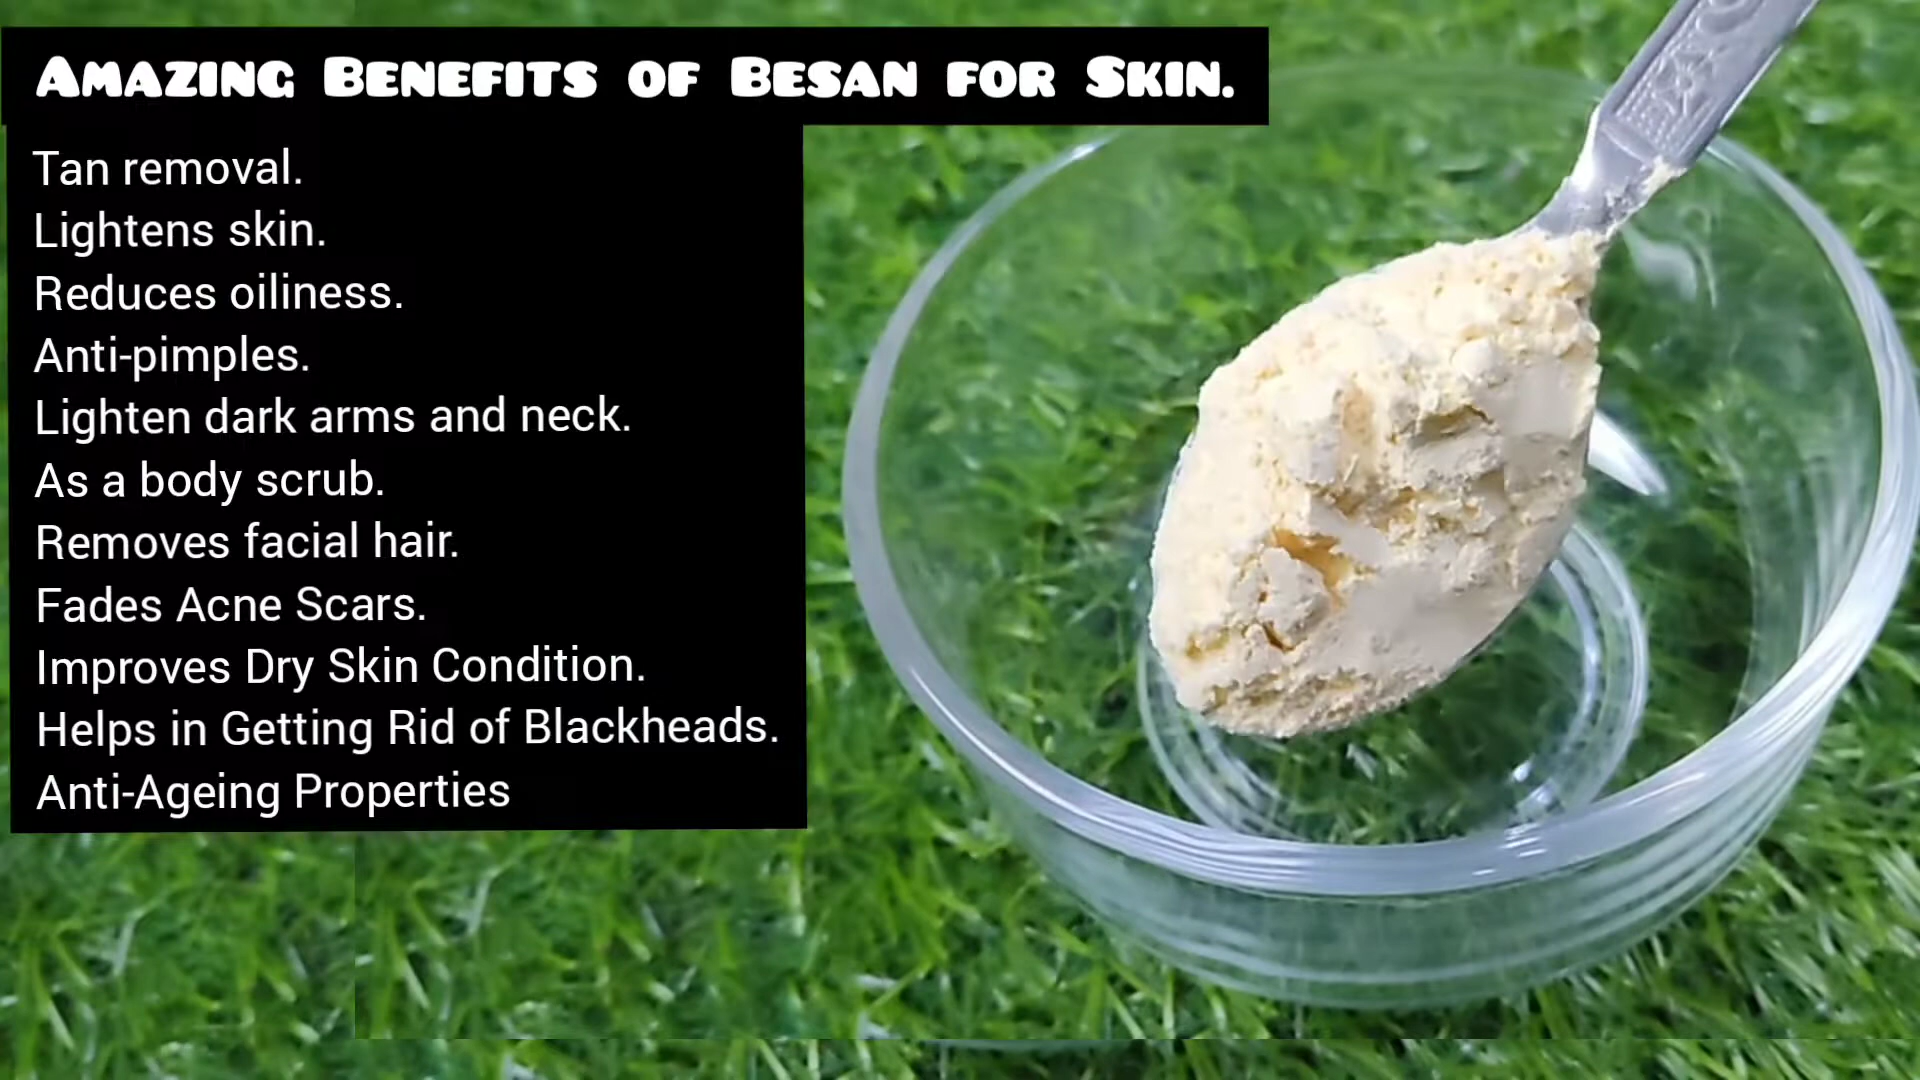 Amazing Benefits of Besan for Skin.
Tan removal.
Lightens skin.
Reduces oiliness.
Anti-pimples.
Lighten dark arms and neck.
As a body scrub.
Removes facial hair.
Fades Acne Scars.
Improves Dry Skin Condition.
Helps in Getting Rid of Blackheads.
Anti-Ageing Properties